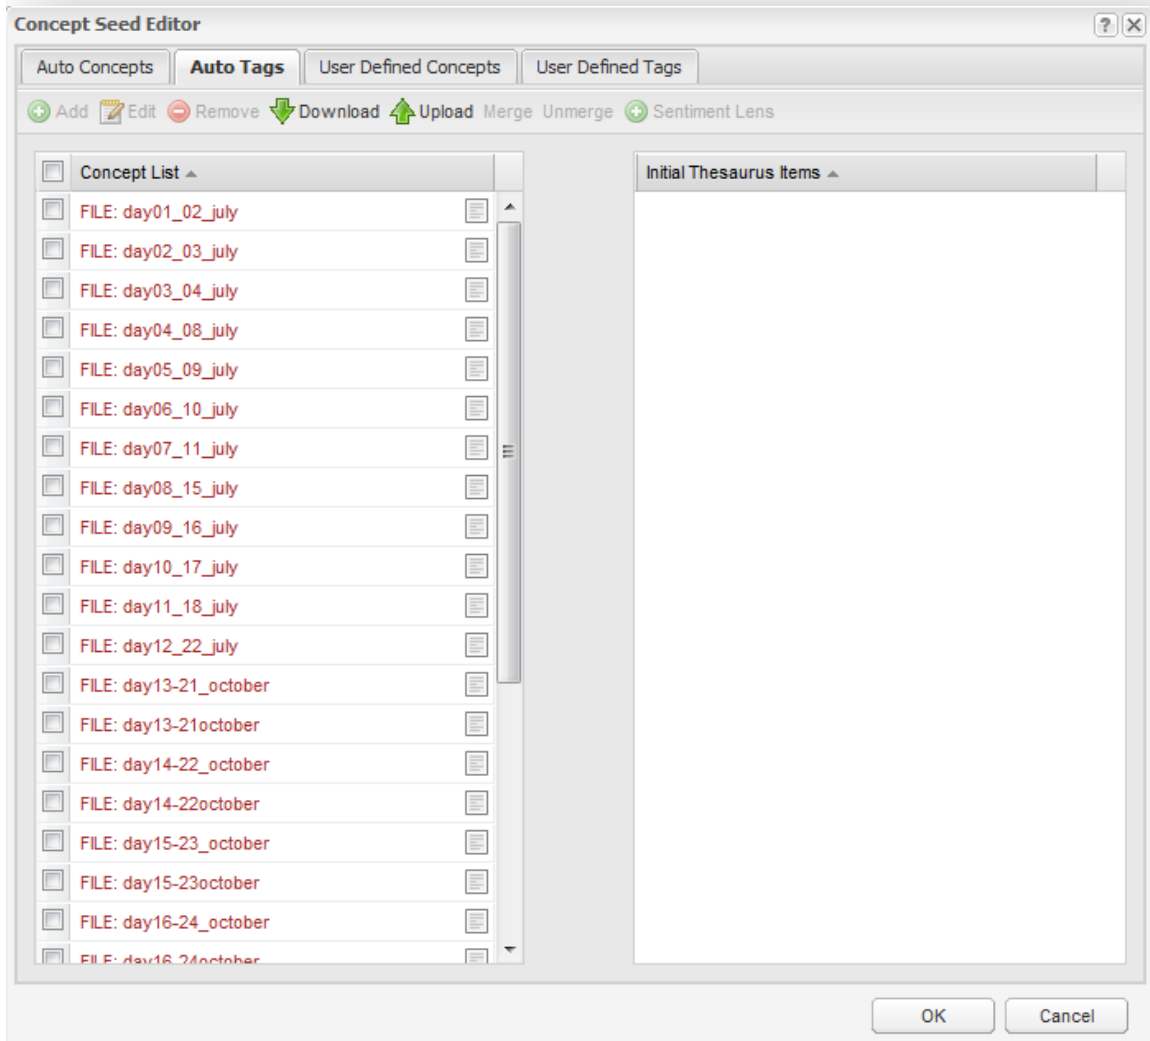 Concept Seed Editor
Auto Concepts Auto Tags User Defined Concepts User Defined Tags
Add Edit Remove Download Upload Merge Unmerge Sentiment Lens
Concept List Initial Thesaurus Items
FILE: day01_02_july
FILE: day02_03_july
FILE: day03_04_july
FILE: day04_08_july
FILE: day05_09_july
FILE: day06_10_july
FILE: day07_11_july
FILE: day08_15_july
FILE: day09_16_july
FILE: day10_17_july
FILE: day11_18_july
FILE: day12_22_july
FILE: day13-21_october
FILE: day13-21october
FILE: day14-22_october
FILE: day14-22october
FILE: day15-23_october
FILE: day15-23october
FILE: day16-24_october
FILE: day16-24october
OK Cancel